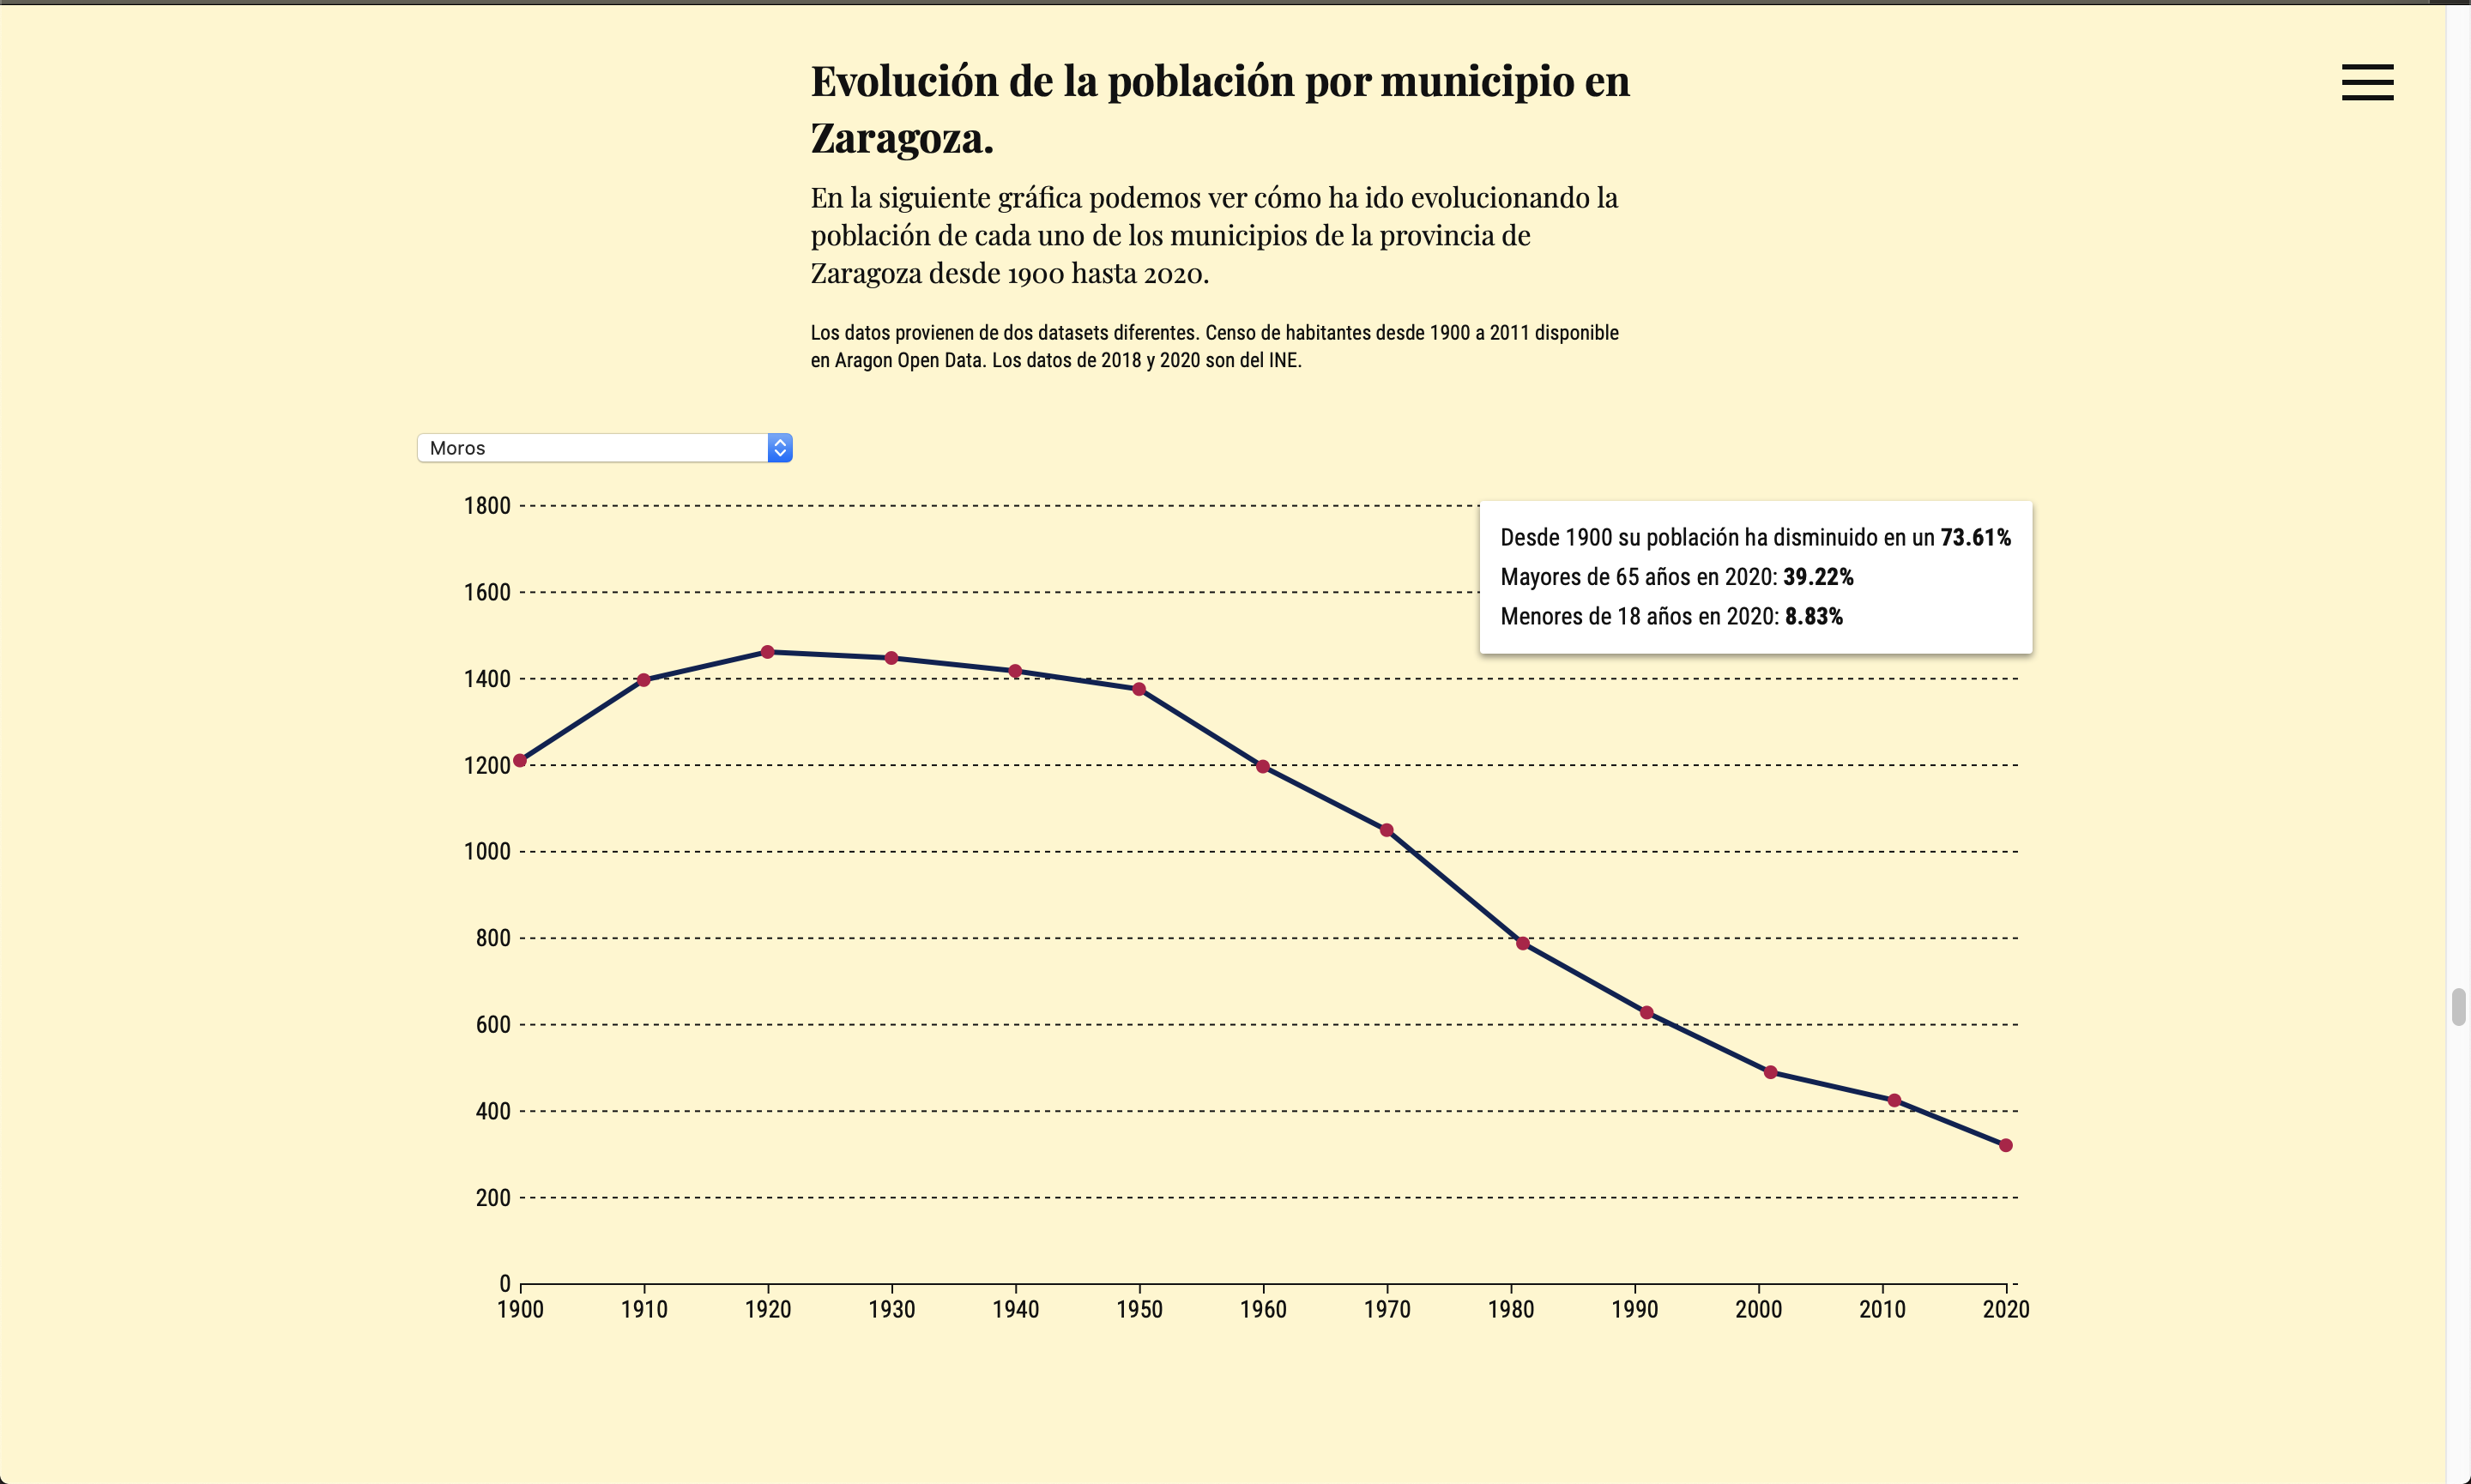 Evolución de la población por municipio en
Zaragoza.
En la siguiente gráfica podemos ver cómo ha ido evolucionando la
población de cada uno de los municipios de la provincia de
Zaragoza desde 1900 hasta 2020.
Los datos provienen de dos datasets diferentes. Censo de habitantes desde 1900 a 2011 disponible
en Aragon Open Data. Los datos de 2018 y 2020 son del INE.
Moros
Desde 1900 su población ha disminuido en un 73.61%
Mayores de 65 años en 2020: 39.22%
Menores de 18 años en 2020: 8.83%
1800
1600
1400
1200
1000
800
600
400
200
0
1900 1910 1920 1930 1940 1950 1960 1970 1980 1990 2000 2010 2020